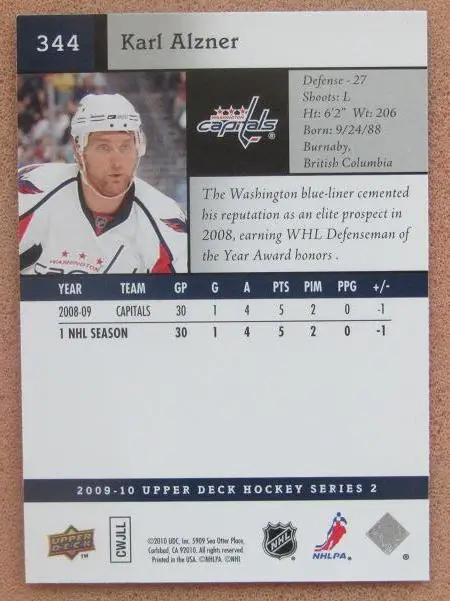 344 Karl Alzner
Defense - 27
Shoots: L
Ht: 6'2" Wt: 206
Born: 9/24/88
Burnaby,
British Columbia
WASHINGTON
capitals
The Washington blue-liner cemented
his reputation as an elite prospect in
2008, earning WHL Defenseman of
the Year Award honors .
YEAR TEAM GP G A PTS PIM PPG +/-
2008-09 CAPITALS 30 1 4 5 2 0 -1
1 NHL SEASON 30 1 4 5 2 0 -1
2009-10 UPPER DECK HOCKEY SERIES 2
UPPER
DECK
TM
CWJLL
©2010 UDC, Inc. 5909 Sea Otter Place,
Carlsbad, CA 92010. All rights reserved.
Printed in the USA. ©NHLPA. ©NHL
NHL
NHLPA.
®